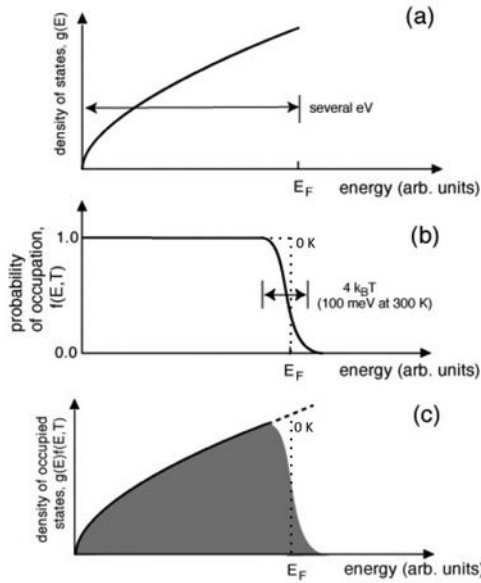 (a)
density of states, g(E)
several eV
E_F
energy (arb. units)
(b)
probability
of occupation,
f(E,T)
1.0
0 K
4 k_BT
(100 meV at 300 K)
0.0
E_F
energy (arb. units)
(c)
density of occupied
states, g(E)f(E,T)
0 K
E_F
energy (arb. units)